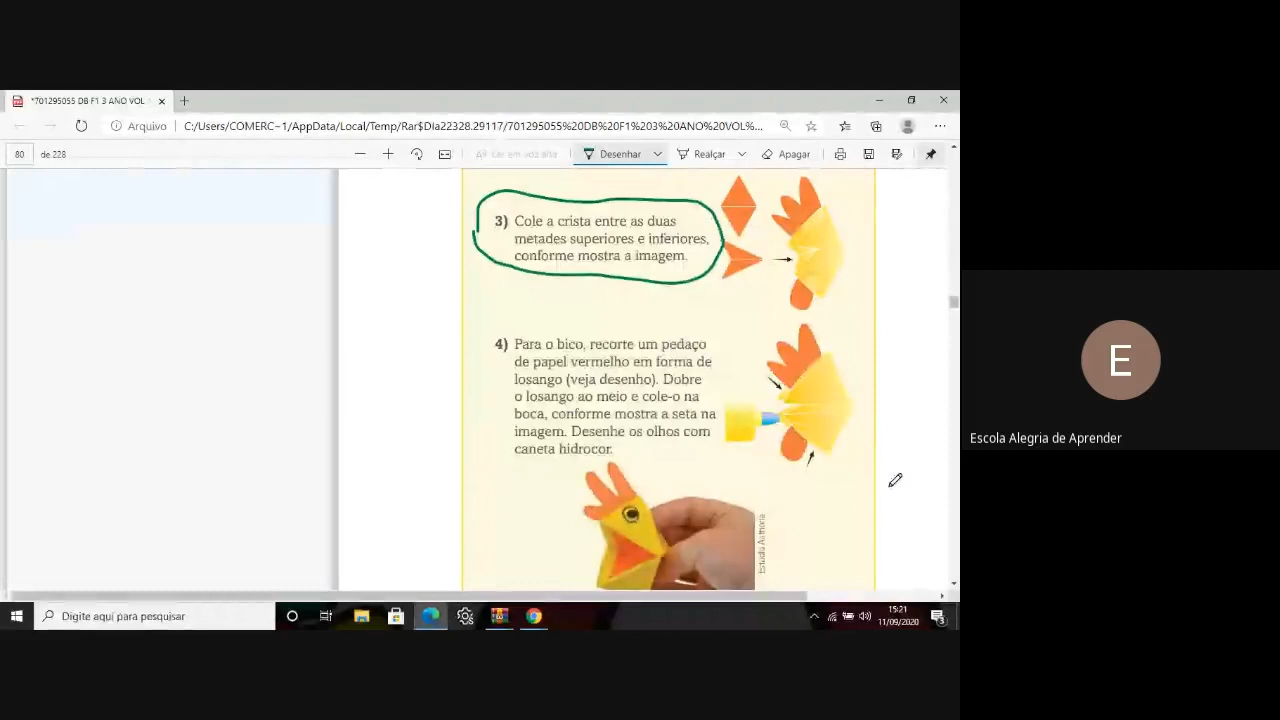 *701295055 DB F1 3 ANO VOL
Arquivo
C:/Users/COMERC~1/AppData/Local/Temp/Rar$DIa22328.29117/701295055%20DB%20F1%203%20ANO%20VOL%...
80 de 228
Desenhar
Realçar
Apagar
3) Cole a crista entre as duas
metades superiores e inferiores,
conforme mostra a imagem.
4) Para o bico, recorte um pedaço
de papel vermelho em forma de
losango (veja desenho). Dobre
o losango ao meio e cole-o na
boca, conforme mostra a seta na
imagem. Desenhe os olhos com
caneta hidrocor.
E
Escola Alegria de Aprender
Digite aqui para pesquisar
15:21
11/09/2020
3